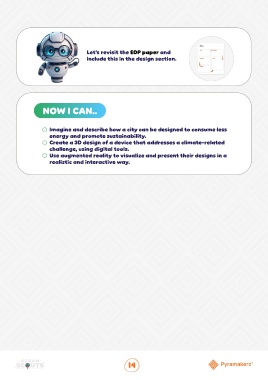 Let's revisit the EDP paper and
include this in the design section.
NOW I CAN..
Imagine and describe how a city can be designed to consume less
energy and promote sustainability.
Create a 3D design of a device that addresses a climate-related
challenge, using digital tools.
Use augmented reality to visualize and present their designs in a
realistic and interactive way.
14
Pyramakerz